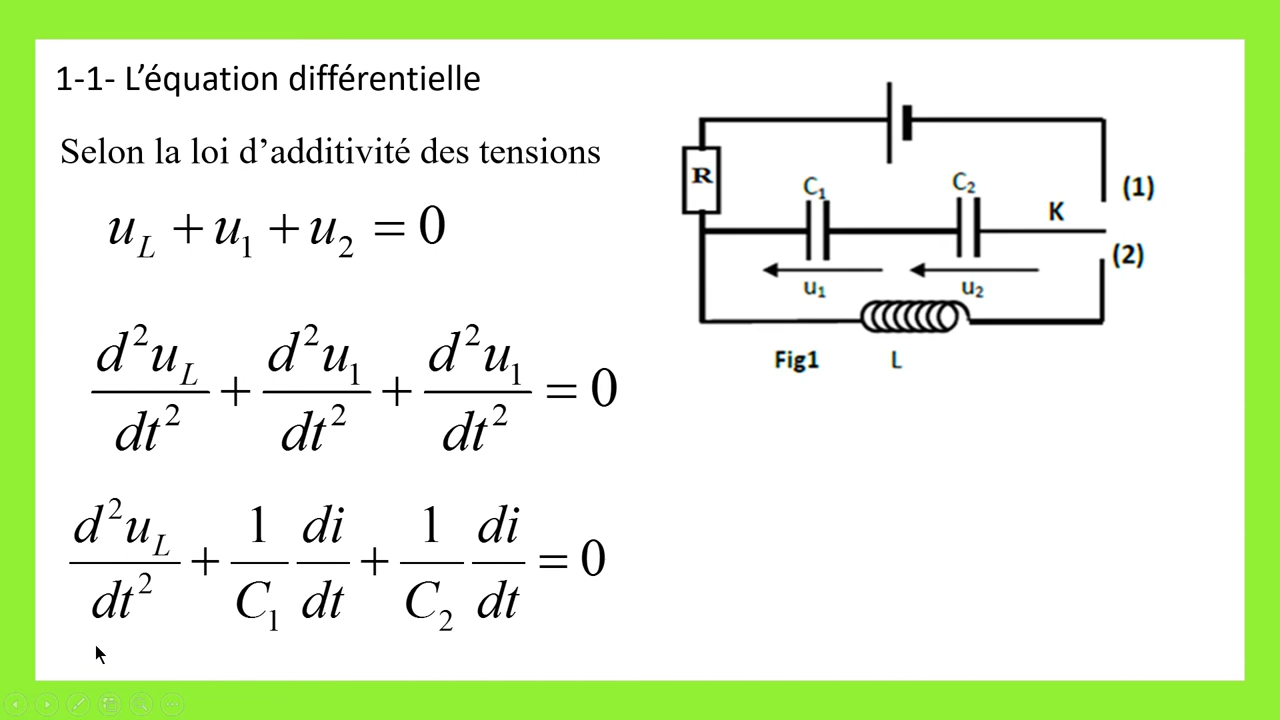 1-1- L’équation différentielle
Selon la loi d’additivité des tensions
u_L + u_1 + u_2 = 0
d²u_L/dt² + d²u_1/dt² + d²u_1/dt² = 0
d²u_L/dt² + 1/C_1 di/dt + 1/C_2 di/dt = 0
R
C₁
C₂
K
(1)
(2)
u₁
u₂
Fig1
L